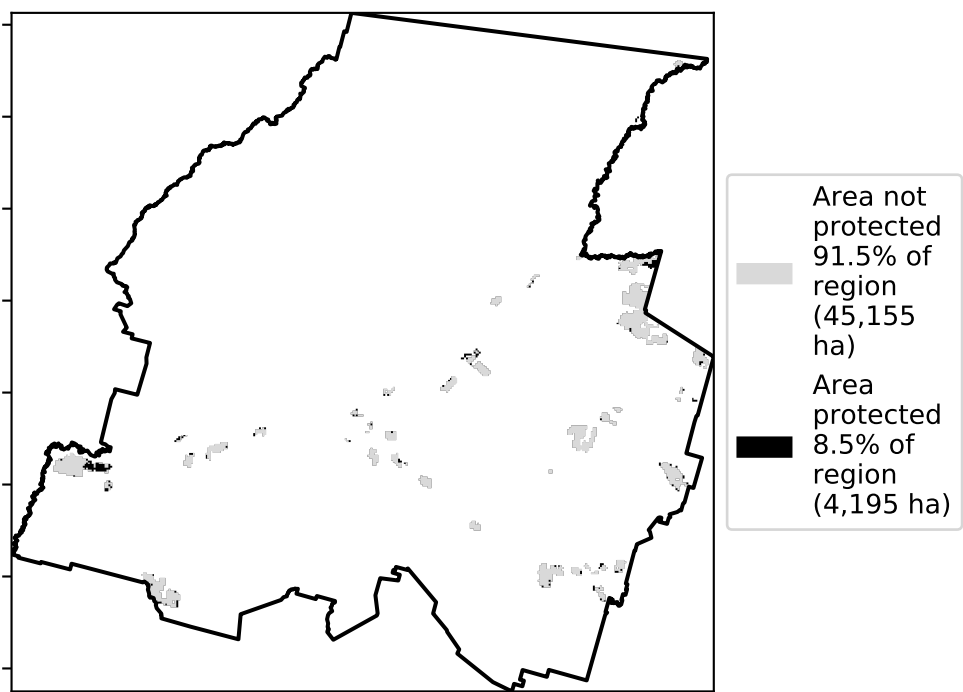 Area not
protected
91.5% of
region
(45,155
ha)
Area
protected
8.5% of
region
(4,195 ha)